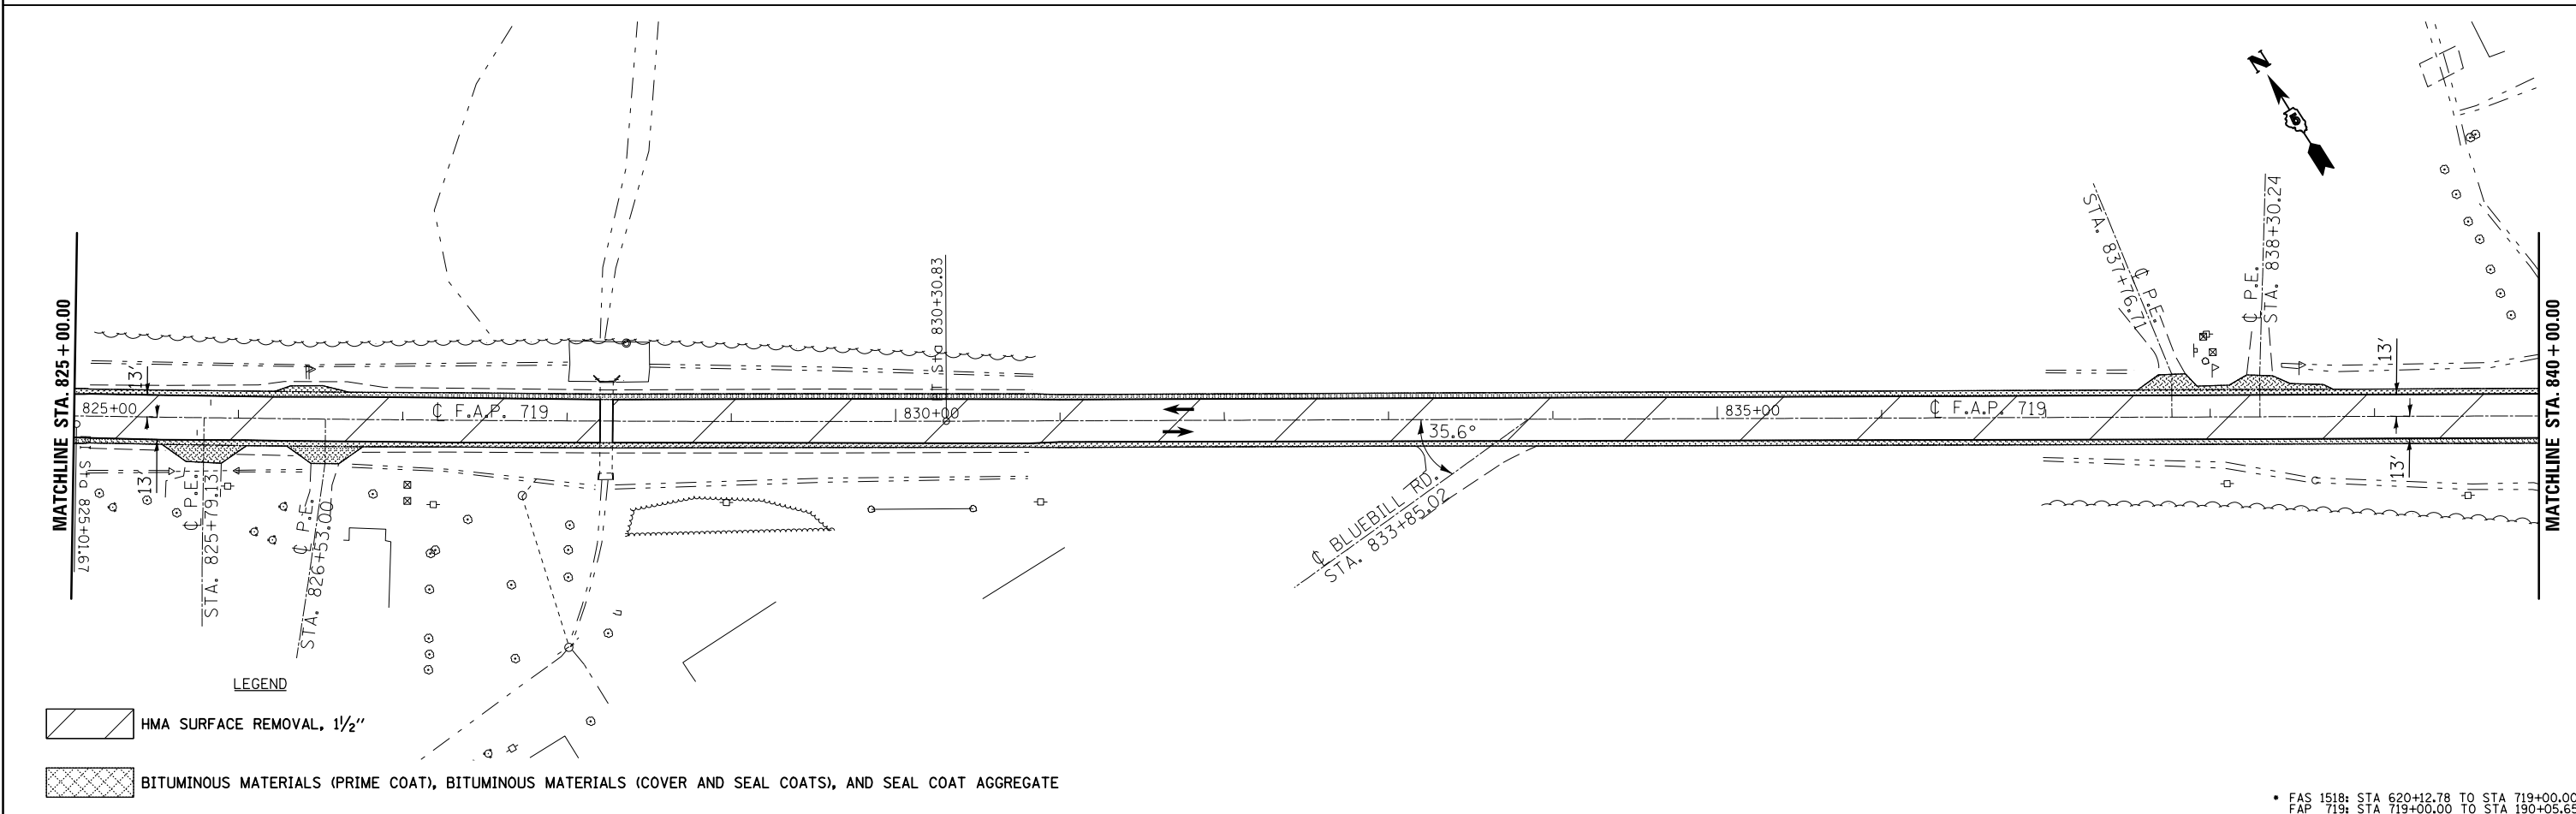 N
5
MATCHLINE STA. 825+00.00
13'
825+00
℄ F.A.P. 719
PT Sta 830+30.83
830+00
35.6°
835+00
℄ F.A.P. 719
STA. 837+76.71
℄ P.E.
℄ P.E.
STA. 838+30.24
13'
MATCHLINE STA. 840+00.00
Sta 825+01.67
13'
℄ P.E.
STA. 825+79.13
℄ P.E.
STA. 826+53.00
℄ BLUEBILL RD.
STA. 833+85.02
13'
LEGEND
HMA SURFACE REMOVAL, 1½"
BITUMINOUS MATERIALS (PRIME COAT), BITUMINOUS MATERIALS (COVER AND SEAL COATS), AND SEAL COAT AGGREGATE
• FAS 1518: STA 620+12.78 TO STA 719+00.00
FAP 719: STA 719+00.00 TO STA 190+05.65